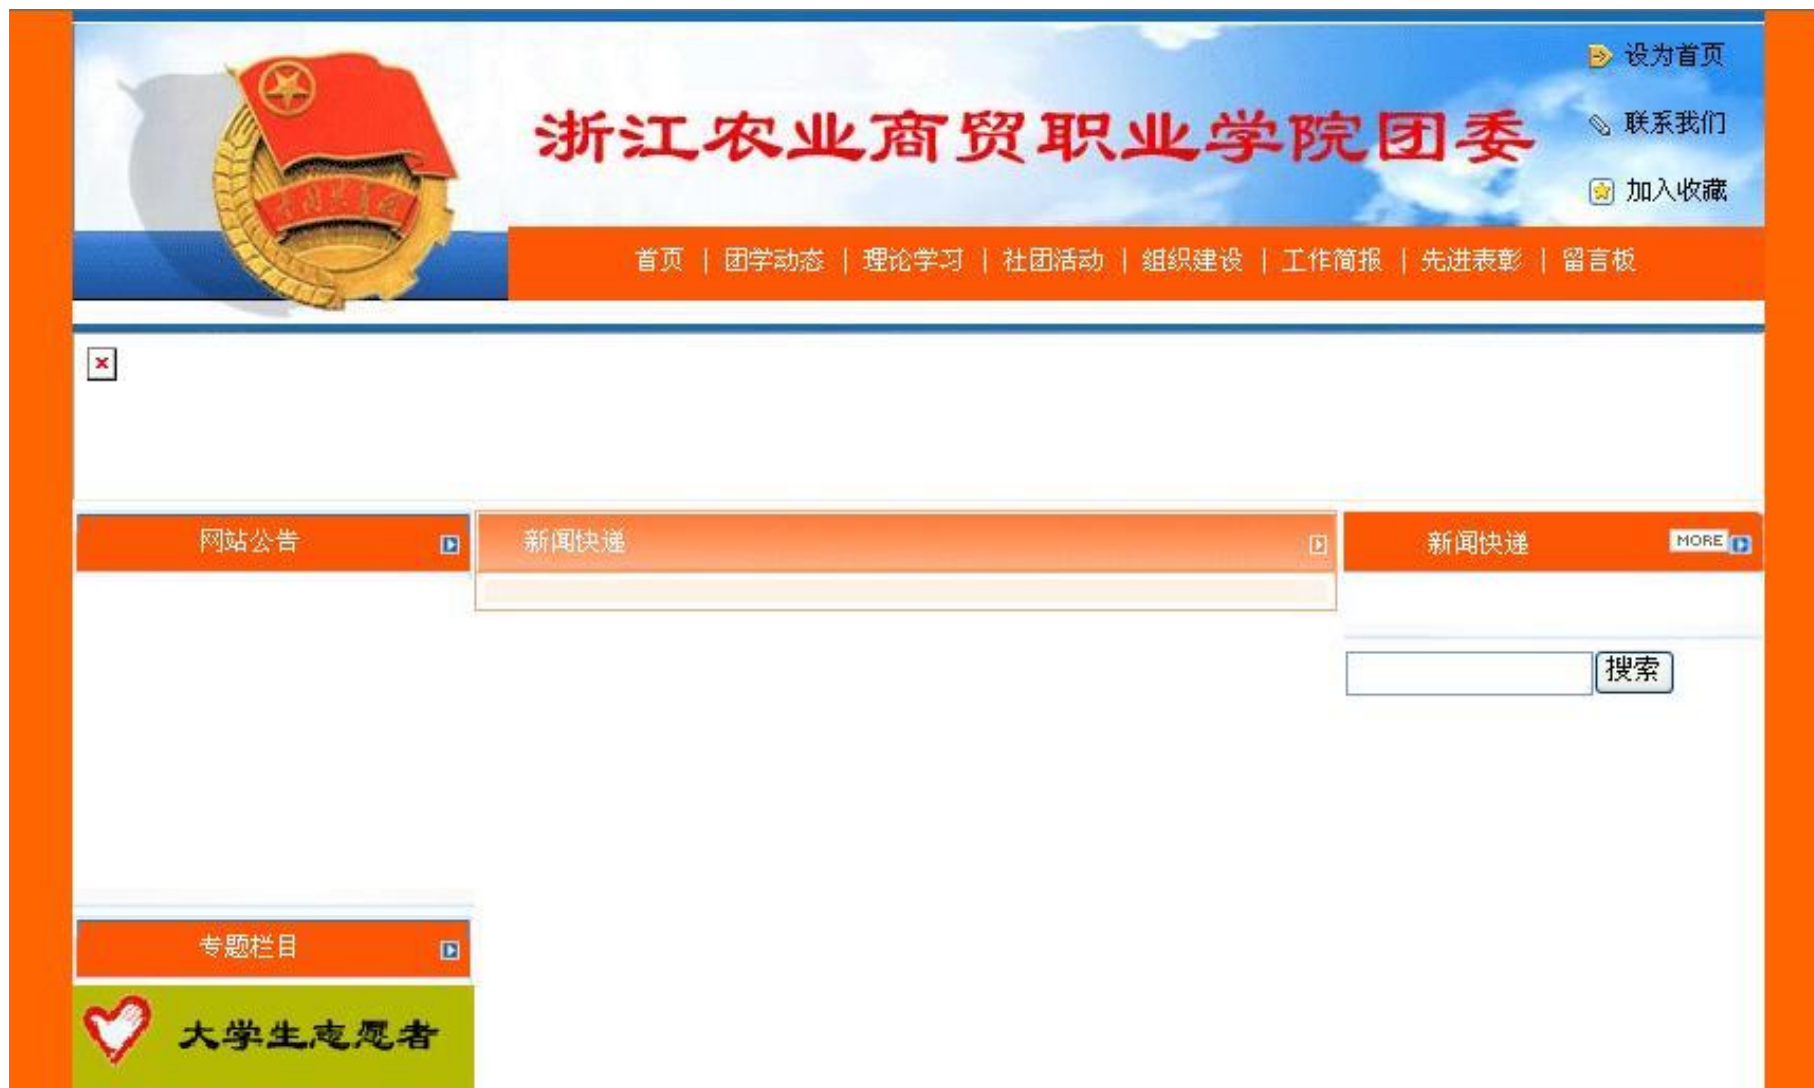 设为首页
浙江农业商贸职业学院团委
联系我们
加入收藏
首页 | 团学动态 | 理论学习 | 社团活动 | 组织建设 | 工作简报 | 先进表彰 | 留言板
网站公告
新闻快递
新闻快递 MORE
搜索
专题栏目
大学生志愿者